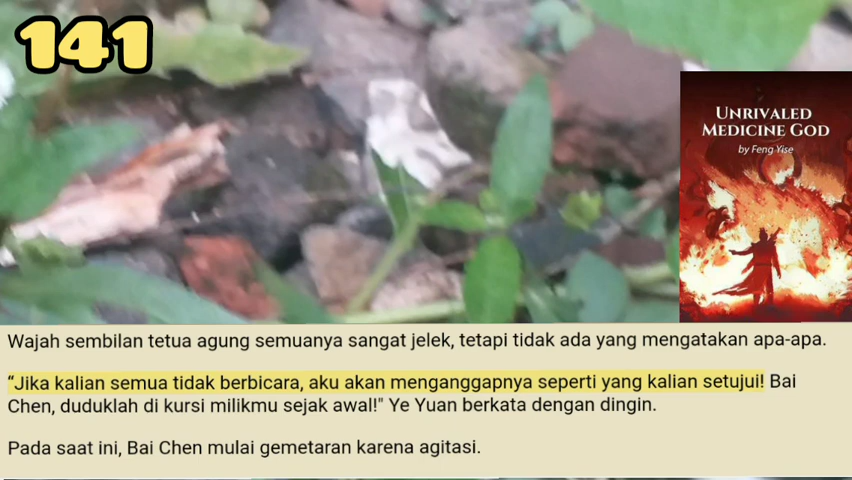 141
UNRIVALED
MEDICINE GOD
by Feng Yise
Wajah sembilan tetua agung semuanya sangat jelek, tetapi tidak ada yang mengatakan apa-apa.
“Jika kalian semua tidak berbicara, aku akan menganggapnya seperti yang kalian setujui! Bai
Chen, duduklah di kursi milikmu sejak awal!" Ye Yuan berkata dengan dingin.
Pada saat ini, Bai Chen mulai gemetaran karena agitasi.